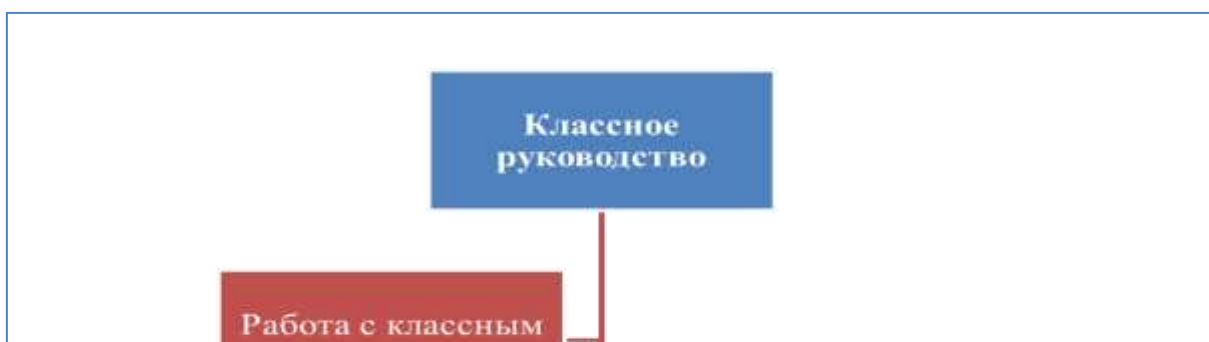 Классное
руководство
Работа с классным